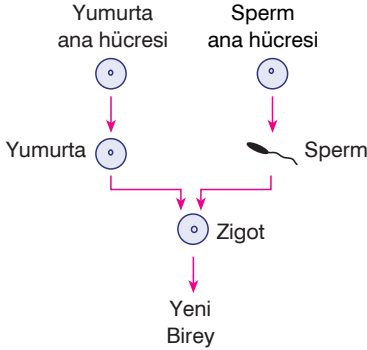 Yumurta
ana hücresi
Sperm
ana hücresi
Yumurta
Sperm
Zigot
Yeni
Birey